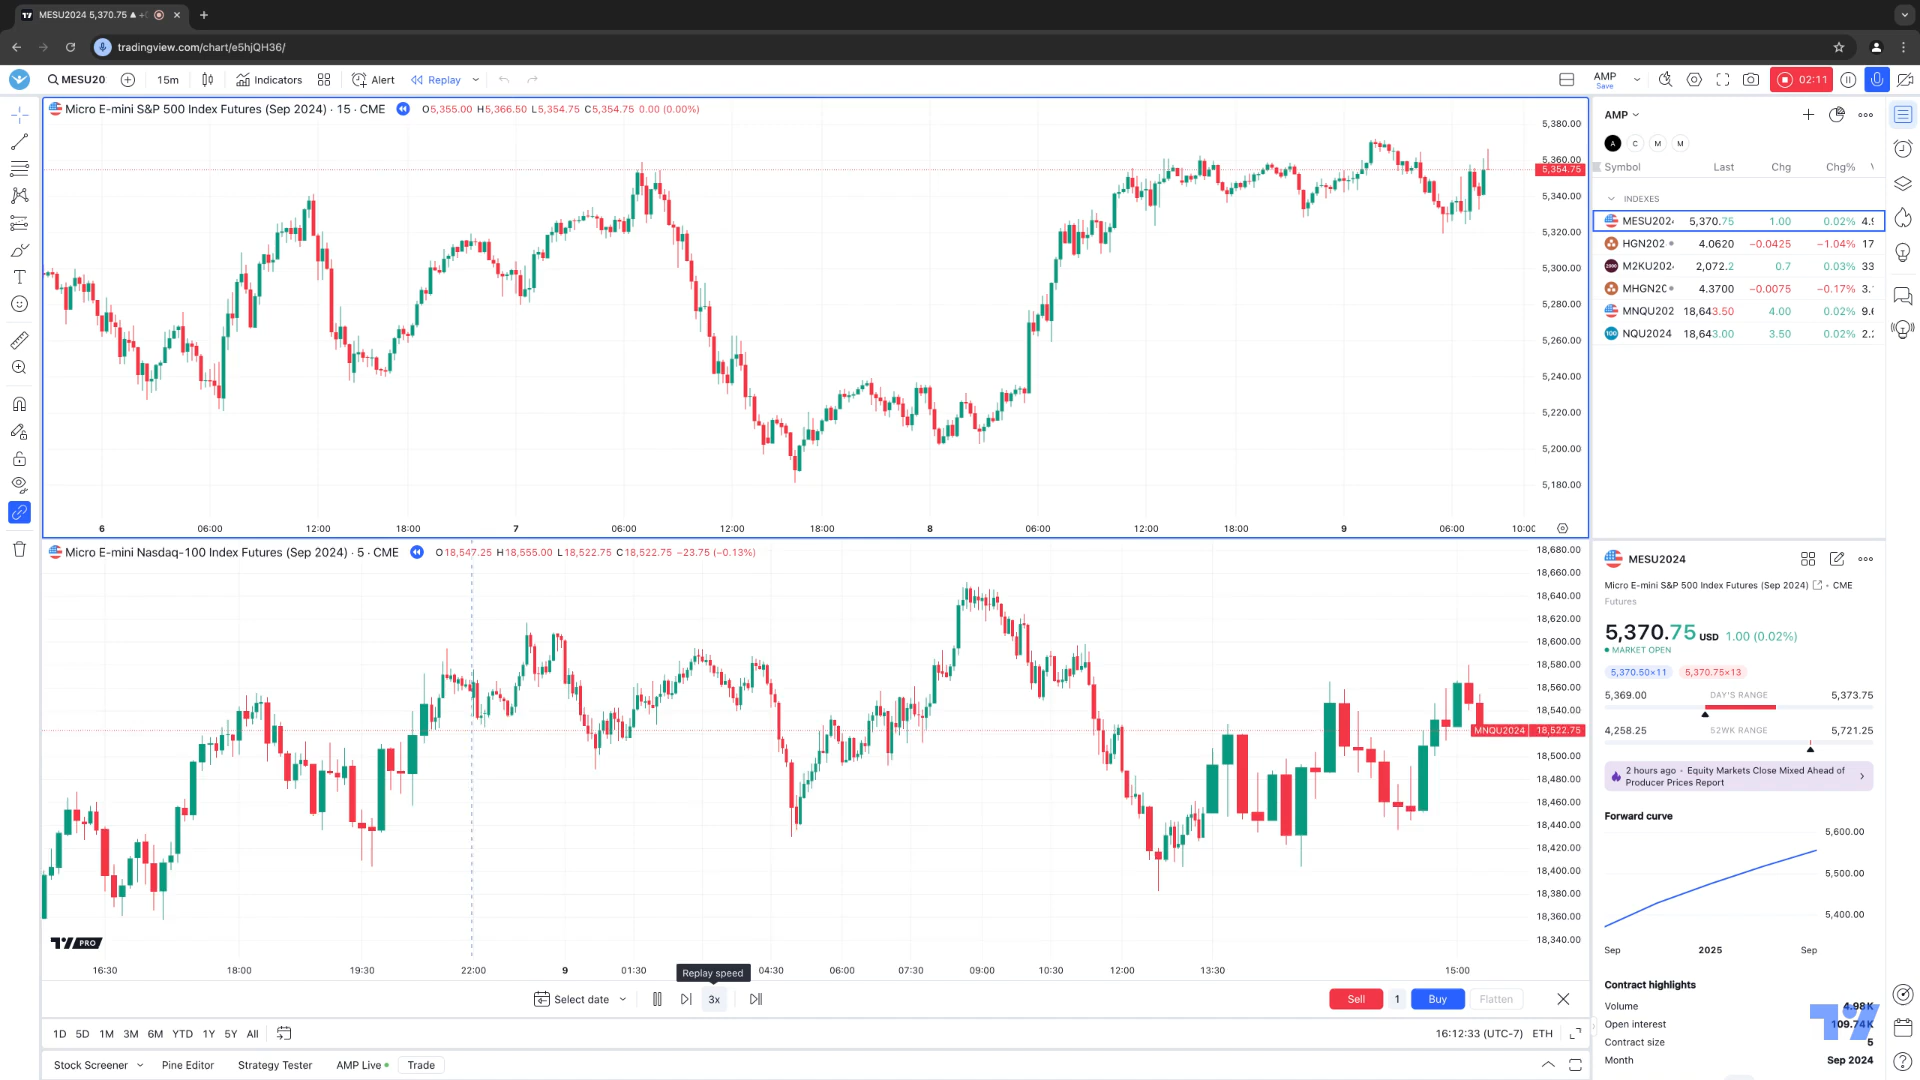 MESU2024 5,370.75 ▲ +
tradingview.com/chart/e5hjQH36/
MESU20
15m
Indicators
Alert
Replay
AMP
Save
02:11
Micro E-mini S&P 500 Index Futures (Sep 2024) · 15 · CME
O5,355.00 H5,366.50 L5,354.75 C5,354.75 0.00 (0.00%)
5,380.00
5,360.00
5,354.75
5,340.00
5,320.00
5,300.00
5,280.00
5,260.00
5,240.00
5,220.00
5,200.00
5,180.00
6 06:00 12:00 18:00 7 06:00 12:00 18:00 8 06:00 12:00 18:00 9 06:00 10:00
Micro E-mini Nasdaq-100 Index Futures (Sep 2024) · 5 · CME
O18,547.25 H18,555.00 L18,522.75 C18,522.75 −23.75 (−0.13%)
18,680.00
18,660.00
18,640.00
18,620.00
18,600.00
18,580.00
18,560.00
18,540.00
MNQU2024 18,522.75
18,500.00
18,480.00
18,460.00
18,440.00
18,420.00
18,400.00
18,380.00
18,360.00
18,340.00
PRO
16:30 18:00 19:30 22:00 9 01:30 04:30 06:00 07:30 09:00 10:30 12:00 13:30 15:00
Replay speed
Select date
3x
Sell
1
Buy
Flatten
1D 5D 1M 3M 6M YTD 1Y 5Y All
16:12:33 (UTC-7) ETH
Stock Screener
Pine Editor
Strategy Tester
AMP Live
Trade
AMP
A C M M
Symbol Last Chg Chg%
INDEXES
MESU2024 5,370.75 1.00 0.02% 4.9
HGN202 4.0620 −0.0425 −1.04% 17
M2KU202 2,072.2 0.7 0.03% 33
MHGN20 4.3700 −0.0075 −0.17% 3.
MNQU202 18,643.50 4.00 0.02% 9.6
NQU2024 18,643.00 3.50 0.02% 2.
MESU2024
Micro E-mini S&P 500 Index Futures (Sep 2024) • CME
Futures
5,370.75 USD 1.00 (0.02%)
MARKET OPEN
5,370.50×11 5,370.75×13
5,369.00 DAY'S RANGE 5,373.75
4,258.25 52WK RANGE 5,721.25
2 hours ago • Equity Markets Close Mixed Ahead of
Producer Prices Report
Forward curve
5,600.00
5,500.00
5,400.00
Sep 2025 Sep
Contract highlights
Volume 4.98K
Open interest 109.74K
Contract size 5
Month Sep 2024